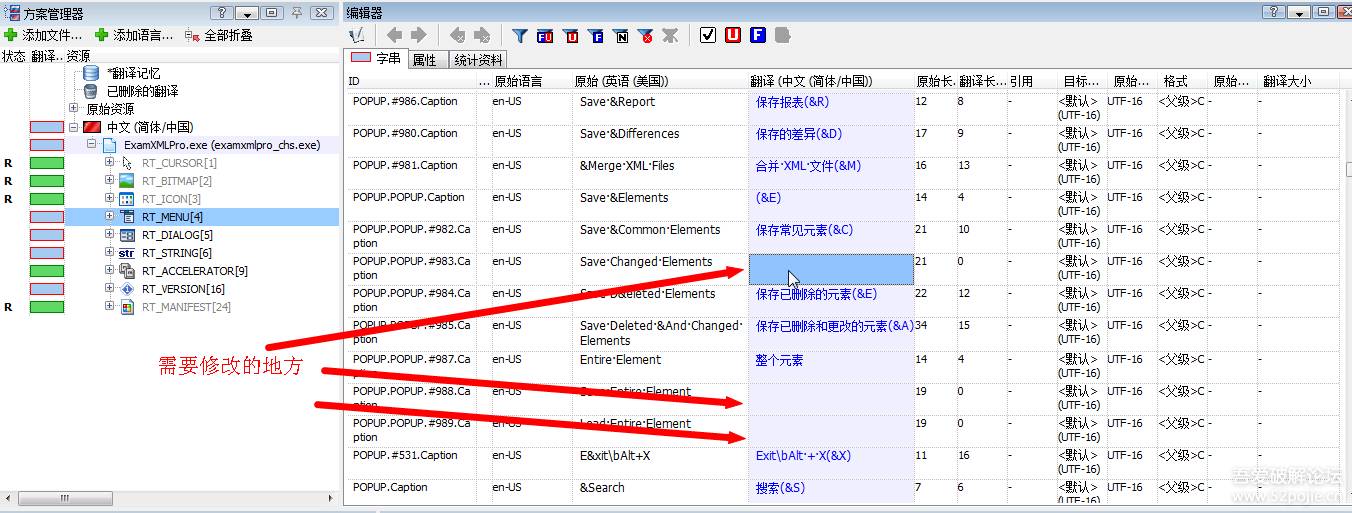 方案管理器
添加文件... 添加语言... 全部折叠
状态 翻译.. 资源
*翻译记忆
已删除的翻译
原始资源
中文 (简体/中国)
ExamXMLPro.exe (examxmlpro_chs.exe)
R RT_CURSOR[1]
R RT_BITMAP[2]
R RT_ICON[3]
RT_MENU[4]
RT_DIALOG[5]
str RT_STRING[6]
RT_ACCELERATOR[9]
RT_VERSION[16]
R RT_MANIFEST[24]
需要修改的地方
编辑器
字串 属性 统计资料
ID ... 原始语言 原始 (英语 (美国)) 翻译 (中文 (简体/中国)) 原始长. 翻译长... 引用 目标... 原始... 格式 原始... 翻译大小
POPUP.#986.Caption en-US Save·&Report 保存报表(&R) 12 8 - <默认> (UTF-16) UTF-16 <父级>C - -
POPUP.#980.Caption en-US Save·&Differences 保存的差异(&D) 17 9 - <默认> (UTF-16) UTF-16 <父级>C - -
POPUP.#981.Caption en-US &Merge·XML·Files 合并·XML·文件(&M) 16 13 - <默认> (UTF-16) UTF-16 <父级>C - -
POPUP.POPUP.Caption en-US Save·&Elements (&E) 14 4 - <默认> (UTF-16) UTF-16 <父级>C - -
POPUP.POPUP.#982.Caption en-US Save·&Common·Elements 保存常见元素(&C) 21 10 - <默认> (UTF-16) UTF-16 <父级>C - -
POPUP.POPUP.#983.Caption en-US Save·Changed·Elements 21 0 - <默认> (UTF-16) UTF-16 <父级>C - -
POPUP.POPUP.#984.Caption en-US Save·D&eleted·Elements 保存已删除的元素(&E) 22 12 - <默认> (UTF-16) UTF-16 <父级>C - -
POPUP.POPUP.#985.Caption en-US Save·Deleted·&And·Changed·Elements 保存已删除和更改的元素(&A) 34 15 - <默认> (UTF-16) UTF-16 <父级>C - -
POPUP.POPUP.#987.Caption en-US Entire·Element 整个元素 14 4 - <默认> (UTF-16) UTF-16 <父级>C - -
POPUP.POPUP.#988.Caption en-US Save·Entire·Element 19 0 - <默认> (UTF-16) UTF-16 <父级>C - -
POPUP.POPUP.#989.Caption en-US Load·Entire·Element 19 0 - <默认> (UTF-16) UTF-16 <父级>C - -
POPUP.#531.Caption en-US E&xit\bAlt+X Exit\bAlt·+·X(&X) 11 16 - <默认> (UTF-16) UTF-16 <父级>C - -
POPUP.Caption en-US &Search 搜索(&S) 7 6 - <默认> (UTF-16) UTF-16 <父级>C - -
吾爱破解论坛
www.52pojie.cn